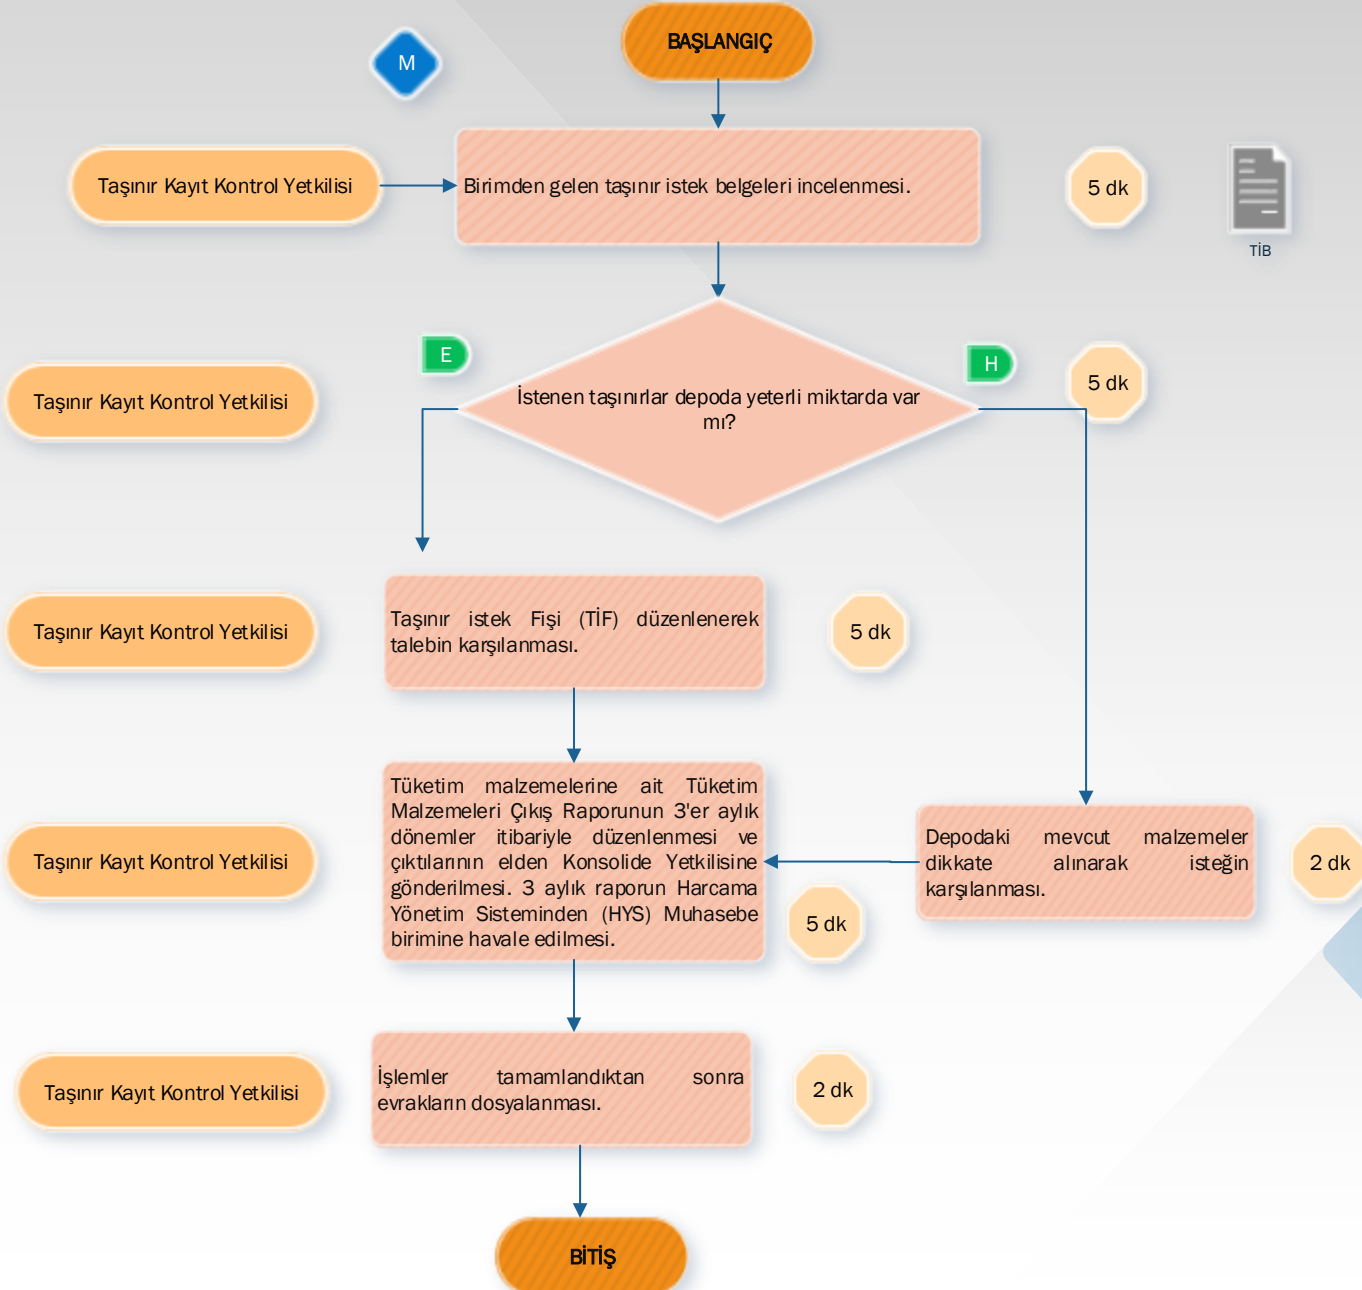 BAŞLANGIÇ
M
Taşınır Kayıt Kontrol Yetkilisi
Birimden gelen taşınır istek belgeleri incelenmesi.
5 dk
TİB
E
H
Taşınır Kayıt Kontrol Yetkilisi
İstenen taşınırlar depoda yeterli miktarda var
mı?
5 dk
Taşınır Kayıt Kontrol Yetkilisi
Taşınır istek Fişi (TİF) düzenlenerek
talebin karşılanması.
5 dk
Taşınır Kayıt Kontrol Yetkilisi
Tüketim malzemelerine ait Tüketim
Malzemeleri Çıkış Raporunun 3'er aylık
dönemler itibariyle düzenlenmesi ve
çıktılarının elden Konsolide Yetkilisine
gönderilmesi. 3 aylık raporun Harcama
Yönetim Sisteminden (HYS) Muhasebe
birimine havale edilmesi.
5 dk
Depodaki mevcut malzemeler
dikkate alınarak isteğin
karşılanması.
2 dk
Taşınır Kayıt Kontrol Yetkilisi
İşlemler tamamlandıktan sonra
evrakların dosyalanması.
2 dk
BİTİŞ